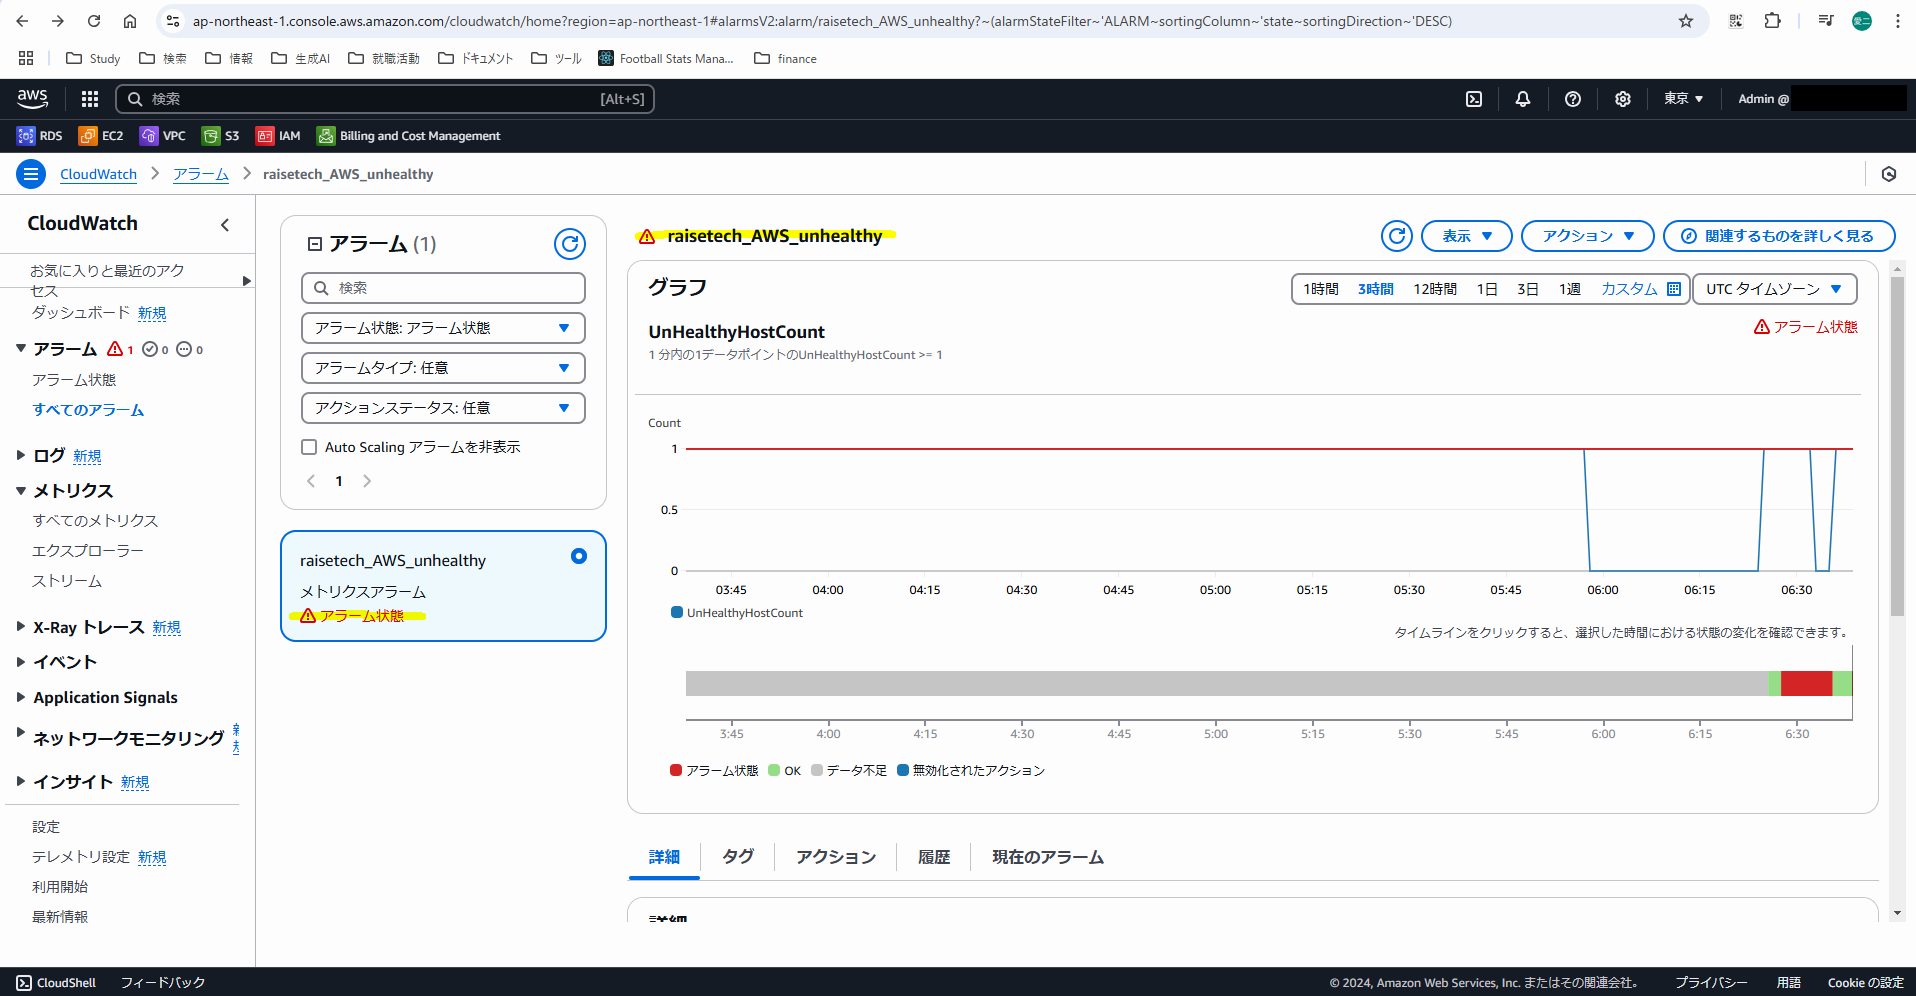 ap-northeast-1.console.aws.amazon.com/cloudwatch/home?region=ap-northeast-1#alarmsV2:alarm/raisetech_AWS_unhealthy?~(alarmStateFilter~'ALARM~sortingColumn~'state~sortingDirection~'DESC)
Study 検索 情報 生成AI 就職活動 ドキュメント ツール Football Stats Mana... finance
aws 検索 [Alt+S] 東京 Admin @
RDS EC2 VPC S3 IAM Billing and Cost Management
CloudWatch アラーム raisetech_AWS_unhealthy
CloudWatch
お気に入りと最近のアク
セス
ダッシュボード 新規
アラーム 1 0 0
アラーム状態
すべてのアラーム
ログ 新規
メトリクス
すべてのメトリクス
エクスプローラー
ストリーム
X-Ray トレース 新規
イベント
Application Signals
ネットワークモニタリング 新規
インサイト 新規
設定
テレメトリ設定 新規
利用開始
最新情報
アラーム (1)
検索
アラーム状態: アラーム状態
アラームタイプ: 任意
アクションステータス: 任意
Auto Scaling アラームを非表示
1
raisetech_AWS_unhealthy
メトリクスアラーム
アラーム状態
raisetech_AWS_unhealthy 表示 アクション 関連するものを詳しく見る
グラフ 1時間 3時間 12時間 1日 3日 1週 カスタム UTC タイムゾーン
UnHealthyHostCount アラーム状態
1 分内の1データポイントのUnHealthyHostCount >= 1
Count
1
0.5
0
03:45 04:00 04:15 04:30 04:45 05:00 05:15 05:30 05:45 06:00 06:15 06:30
UnHealthyHostCount
タイムラインをクリックすると、選択した時間における状態の変化を確認できます。
3:45 4:00 4:15 4:30 4:45 5:00 5:15 5:30 5:45 6:00 6:15 6:30
アラーム状態 OK データ不足 無効化されたアクション
詳細 タグ アクション 履歴 現在のアラーム
詳細
CloudShell フィードバック © 2024, Amazon Web Services, Inc. またはその関連会社。 プライバシー 用語 Cookie の設定